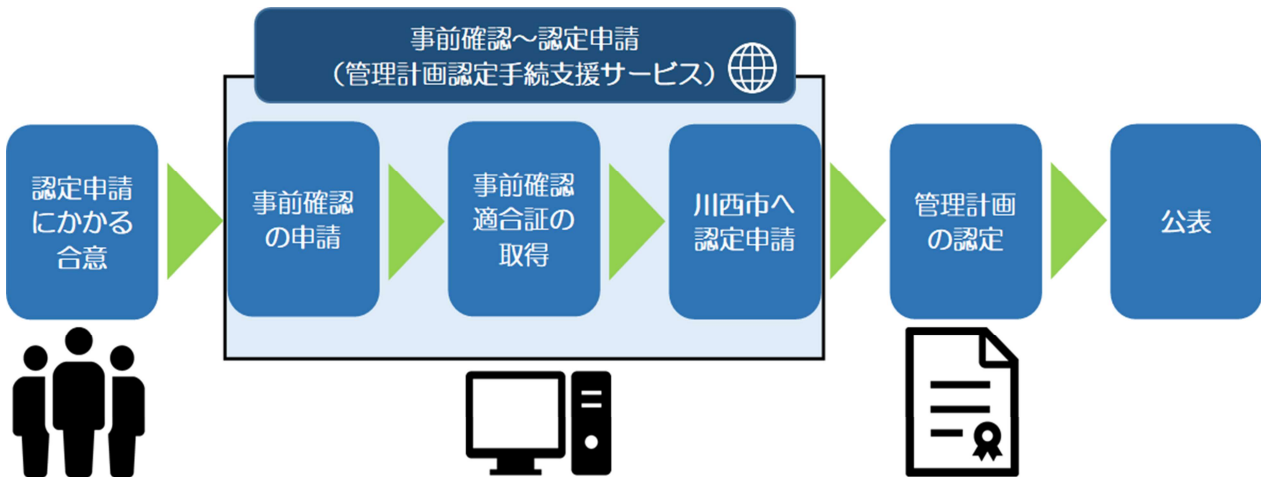 事前確認～認定申請
（管理計画認定手続支援サービス）
認定申請
にかかる
合意
事前確認
の申請
事前確認
適合証の
取得
川西市へ
認定申請
管理計画
の認定
公表